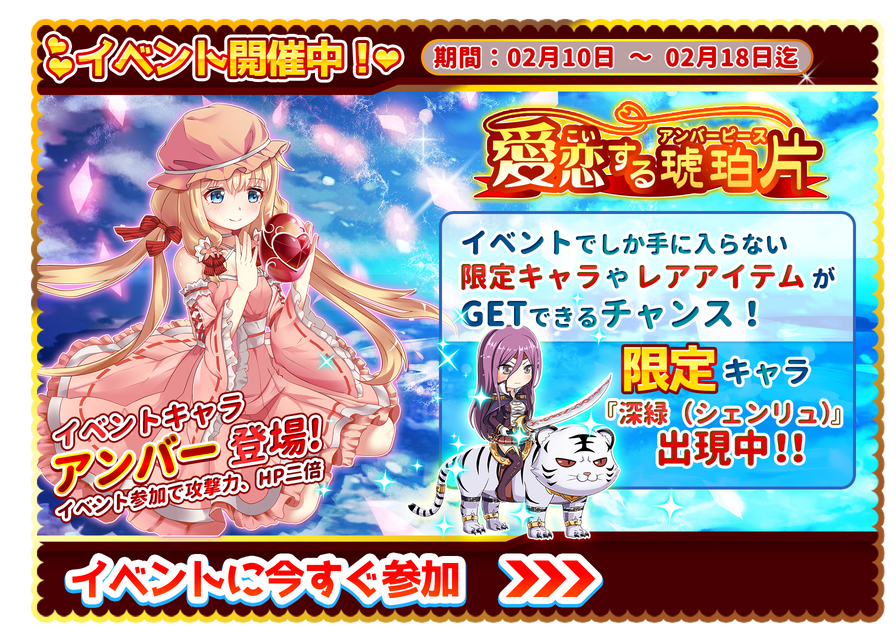 イベント開催中！
期間：02月10日 ～ 02月18日迄
こい アンバーピース
愛恋する琥珀片
イベントでしか手に入らない
限定キャラやレアアイテムが
GETできるチャンス！
限定キャラ
『深緑（シェンリュ）』
出現中!!
イベントキャラ
アンバー登場!
イベント参加で攻撃力、HP三倍
イベントに今すぐ参加